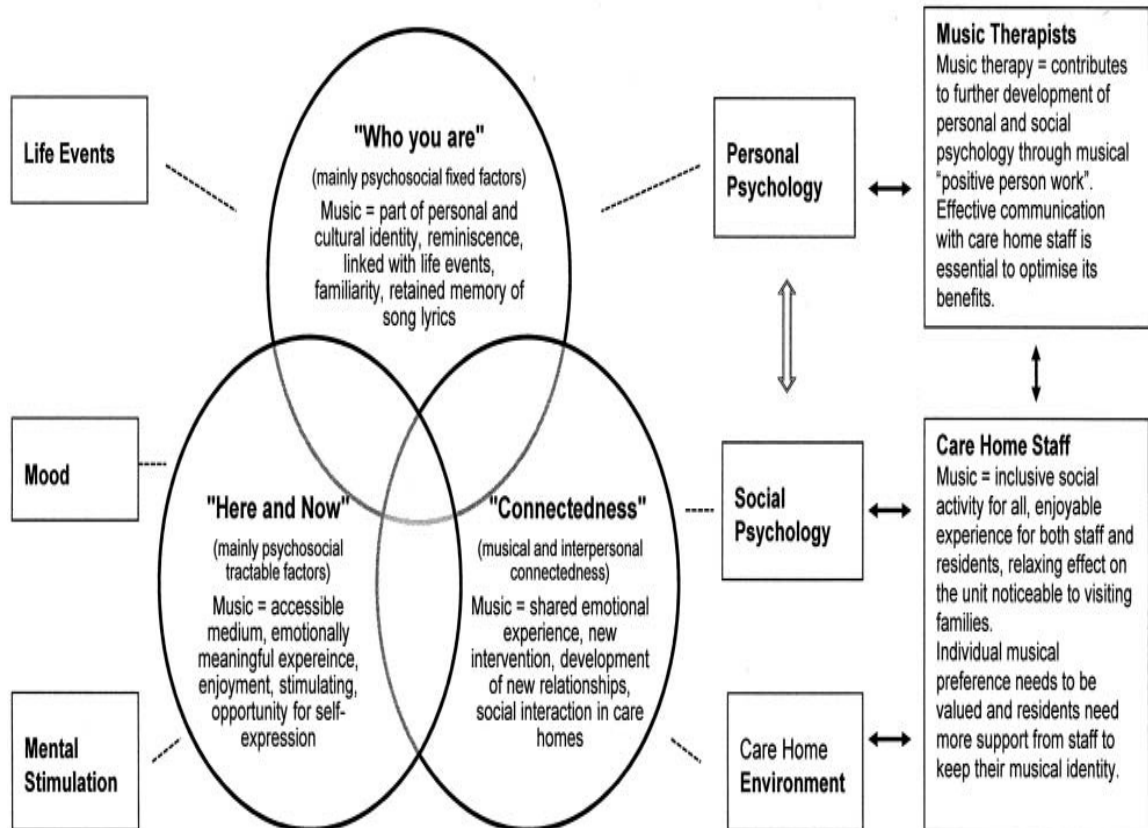 Life Events
Mood
Mental
Stimulation
"Who you are"
(mainly psychosocial fixed factors)
Music = part of personal and
cultural identity, reminiscence,
linked with life events,
familiarity, retained memory of
song lyrics
"Here and Now"
(mainly psychosocial
tractable factors)
Music = accessible
medium, emotionally
meaningful expereince,
enjoyment, stimulating,
opportunity for self-
expression
"Connectedness"
(musical and interpersonal
connectedness)
Music = shared emotional
experience, new
intervention, development
of new relationships,
social interaction in care
homes
Personal
Psychology
Social
Psychology
Care Home
Environment
Music Therapists
Music therapy = contributes
to further development of
personal and social
psychology through musical
“positive person work”.
Effective communication
with care home staff is
essential to optimise its
benefits.
Care Home Staff
Music = inclusive social
activity for all, enjoyable
experience for both staff and
residents, relaxing effect on
the unit noticeable to visiting
families.
Individual musical
preference needs to be
valued and residents need
more support from staff to
keep their musical identity.